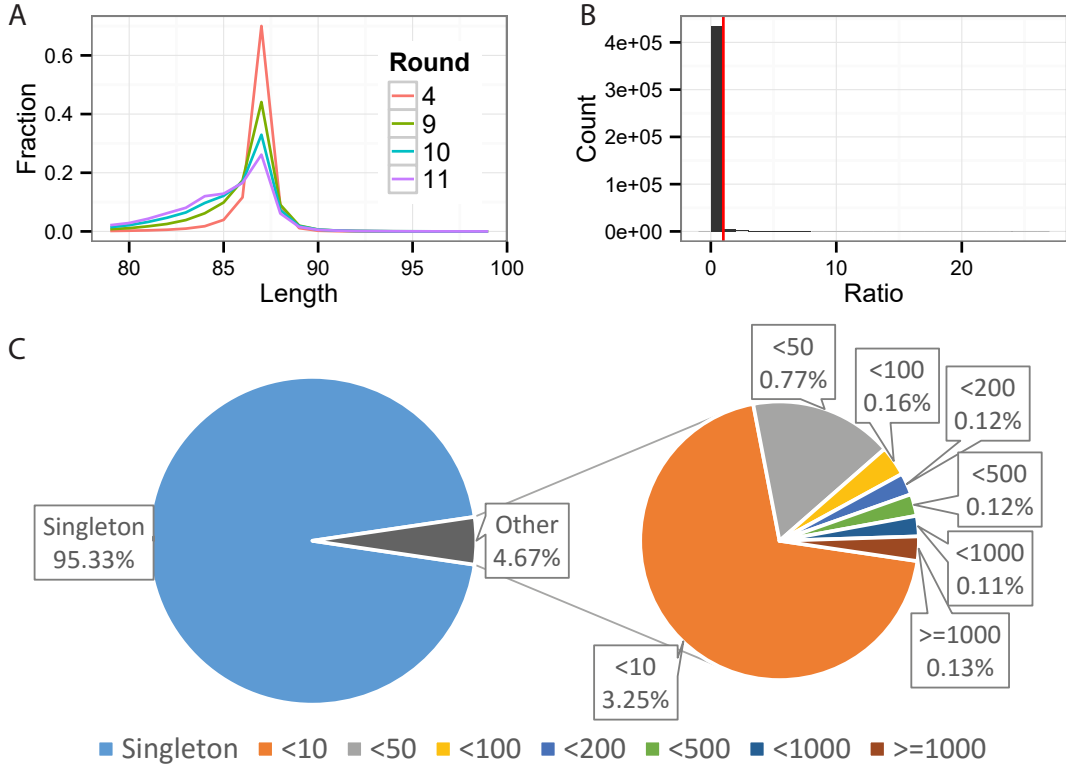 A
Fraction
0.6
0.4
0.2
0.0
80
85
90
95
100
Length
Round
4
9
10
11
B
Count
4e+05
3e+05
2e+05
1e+05
0e+00
0
10
20
Ratio
C
Singleton
95.33%
Other
4.67%
<50
0.77%
<100
0.16%
<200
0.12%
<500
0.12%
<1000
0.11%
>=1000
0.13%
<10
3.25%
Singleton <10 <50 <100 <200 <500 <1000 >=1000